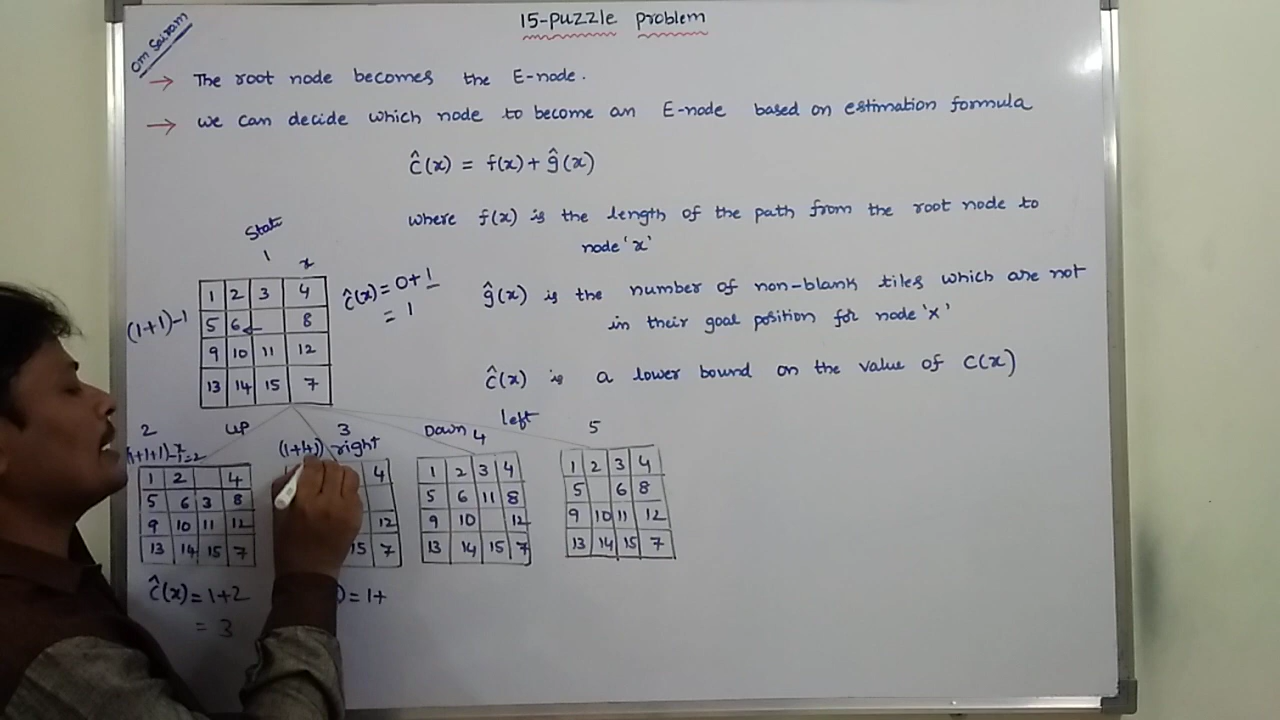 15-puzzle problem
Om Sairam
→ The root node becomes the E-node.
→ we can decide which node to become an E-node based on estimation formula
ĉ(x) = f(x) + ĝ(x)
where f(x) is the length of the path from the root node to
node 'x'
ĝ(x) is the number of non-blank tiles which are not
in their goal position for node 'x'
ĉ(x) is a lower bound on the value of C(x)
State
1
x
(1+1)-1
1 2 3 4
5 6 8
9 10 11 12
13 14 15 7
ĉ(x) = 0+1
= 1
2 up
1+1+1)-1=2
1 2 4
5 6 3 8
9 10 11 12
13 14 15 7
ĉ(x) = 1+2
= 3
3
(1+1) right
4
12
15 7
) = 1+
Down 4
1 2 3 4
5 6 11 8
9 10 12
13 14 15 7
left
5
1 2 3 4
5 6 8
9 10 11 12
13 14 15 7